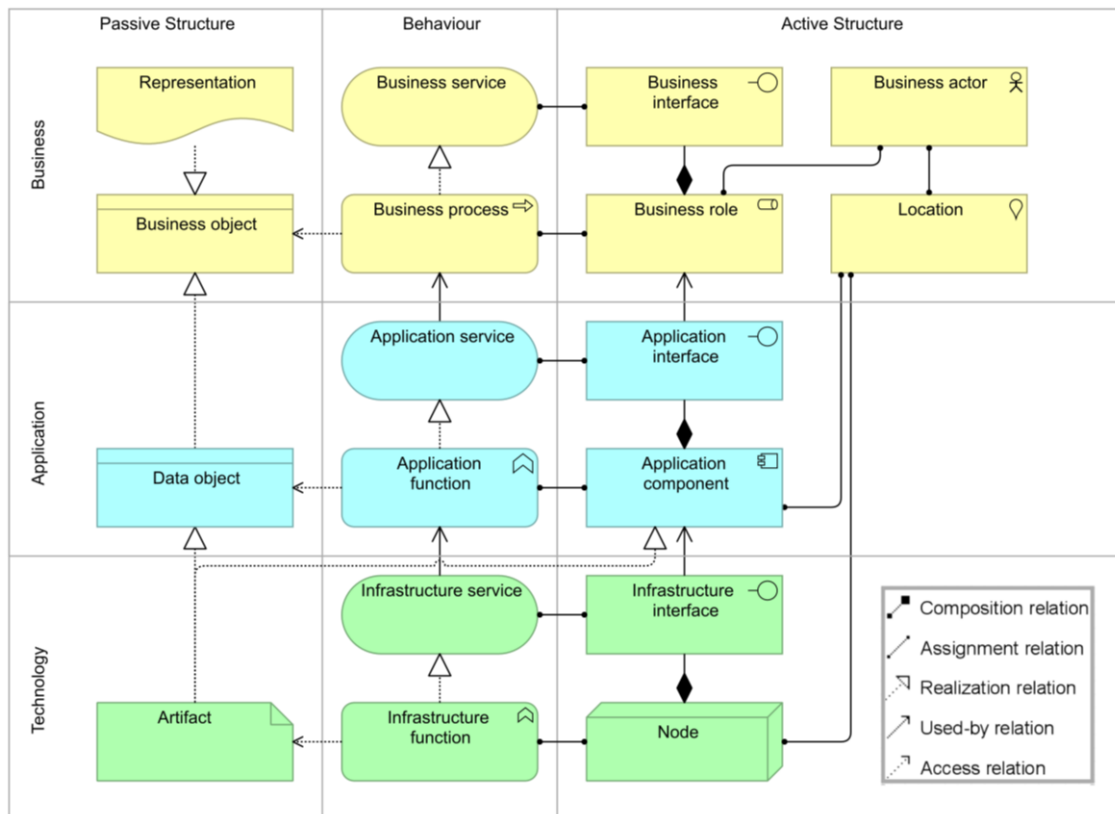 Passive Structure
Behaviour
Active Structure
Business
Representation
Business service
Business
interface
Business actor
Business object
Business process
Business role
Location
Application
Application service
Application
interface
Data object
Application
function
Application
component
Technology
Infrastructure service
Infrastructure
interface
Artifact
Infrastructure
function
Node
Composition relation
Assignment relation
Realization relation
Used-by relation
Access relation